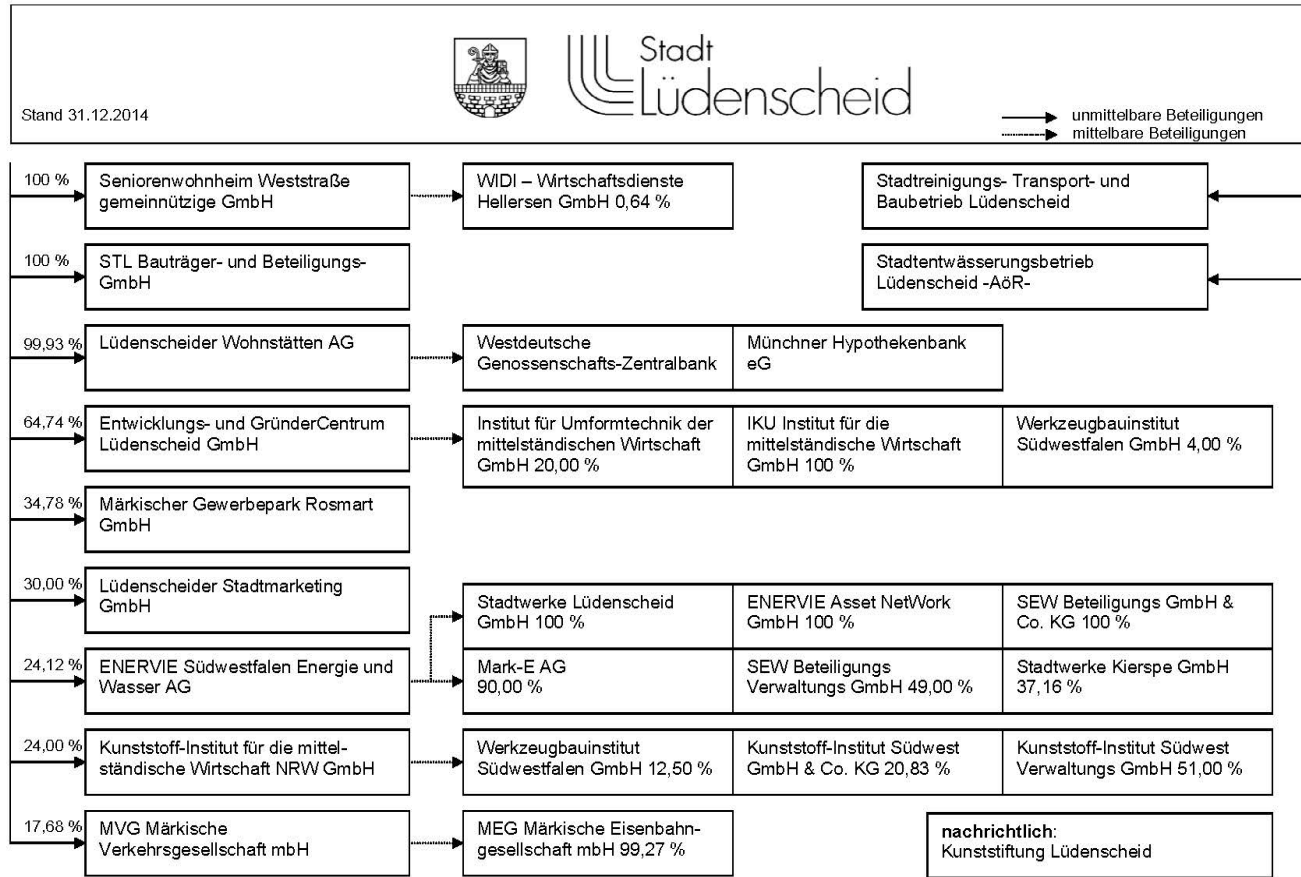 Stadt
Lüdenscheid
Stand 31.12.2014
unmittelbare Beteiligungen
mittelbare Beteiligungen
100 %
Seniorenwohnheim Weststraße
gemeinnützige GmbH
WIDI – Wirtschaftsdienste
Hellersen GmbH 0,64 %
Stadtreinigungs- Transport- und
Baubetrieb Lüdenscheid
100 %
STL Bauträger- und Beteiligungs-
GmbH
Stadtentwässerungsbetrieb
Lüdenscheid -AöR-
99,93 %
Lüdenscheider Wohnstätten AG
Westdeutsche
Genossenschafts-Zentralbank
Münchner Hypothekenbank
eG
64,74 %
Entwicklungs- und GründerCentrum
Lüdenscheid GmbH
Institut für Umformtechnik der
mittelständischen Wirtschaft
GmbH 20,00 %
IKU Institut für die
mittelständische Wirtschaft
GmbH 100 %
Werkzeugbauinstitut
Südwestfalen GmbH 4,00 %
34,78 %
Märkischer Gewerbepark Rosmart
GmbH
30,00 %
Lüdenscheider Stadtmarketing
GmbH
Stadtwerke Lüdenscheid
GmbH 100 %
ENERVIE Asset NetWork
GmbH 100 %
SEW Beteiligungs GmbH &
Co. KG 100 %
24,12 %
ENERVIE Südwestfalen Energie und
Wasser AG
Mark-E AG
90,00 %
SEW Beteiligungs
Verwaltungs GmbH 49,00 %
Stadtwerke Kierspe GmbH
37,16 %
24,00 %
Kunststoff-Institut für die mittel-
ständische Wirtschaft NRW GmbH
Werkzeugbauinstitut
Südwestfalen GmbH 12,50 %
Kunststoff-Institut Südwest
GmbH & Co. KG 20,83 %
Kunststoff-Institut Südwest
Verwaltungs GmbH 51,00 %
17,68 %
MVG Märkische
Verkehrsgesellschaft mbH
MEG Märkische Eisenbahn-
gesellschaft mbH 99,27 %
nachrichtlich:
Kunststiftung Lüdenscheid